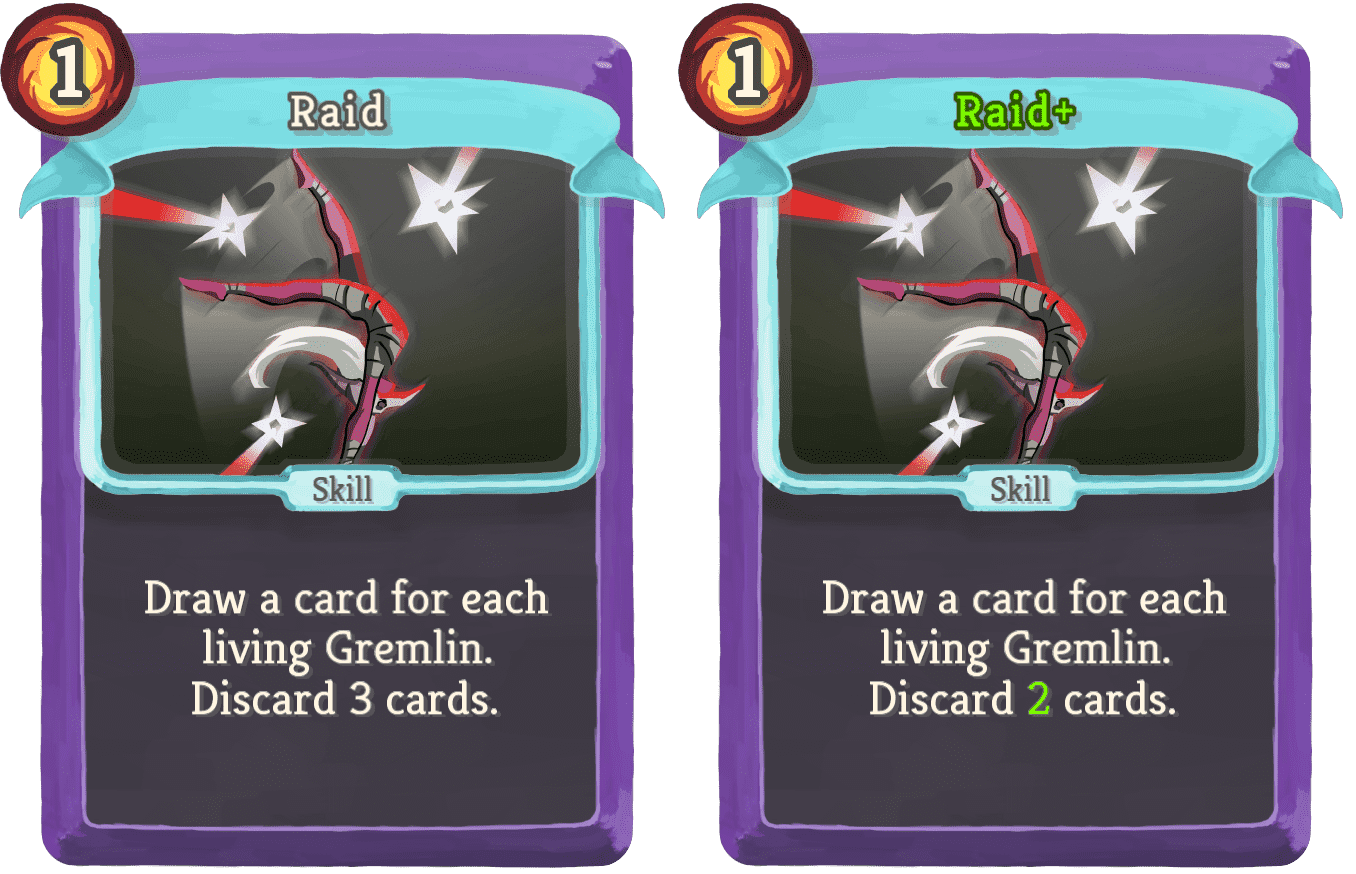 1
Raid
Skill
Draw a card for each
living Gremlin.
Discard 3 cards.
1
Raid+
Skill
Draw a card for each
living Gremlin.
Discard 2 cards.